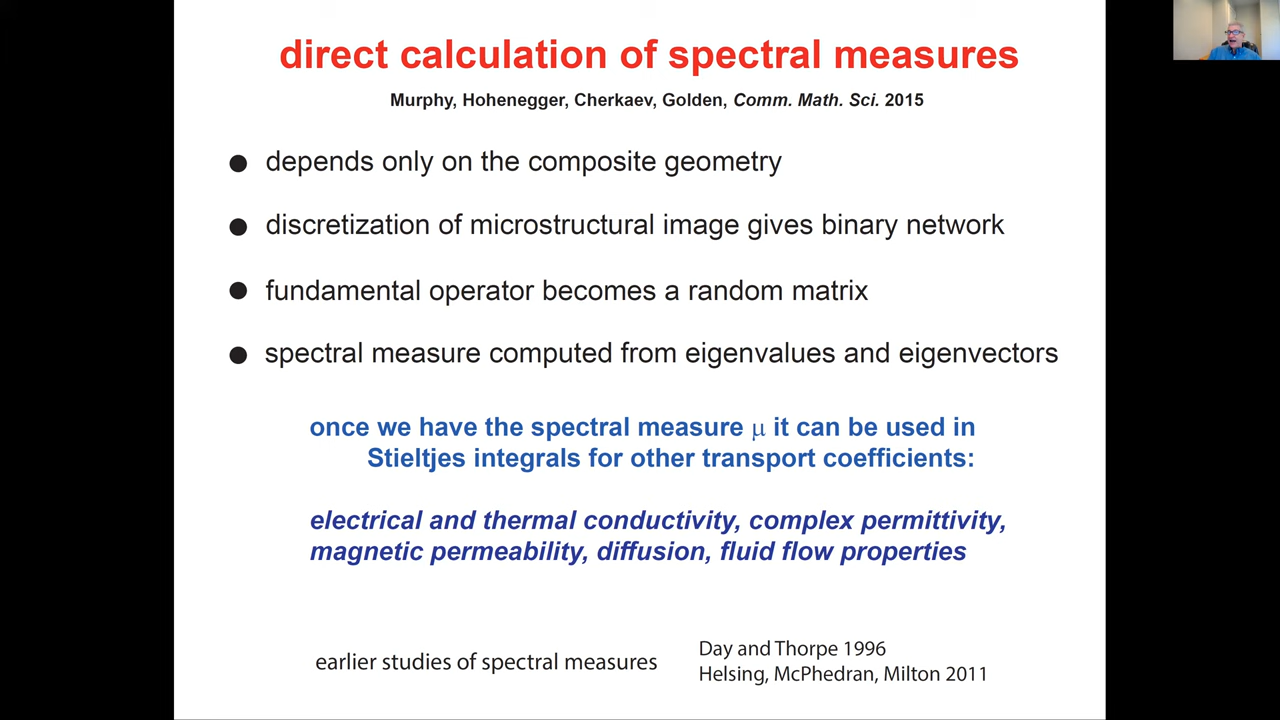 direct calculation of spectral measures
Murphy, Hohenegger, Cherkaev, Golden, Comm. Math. Sci. 2015
● depends only on the composite geometry
● discretization of microstructural image gives binary network
● fundamental operator becomes a random matrix
● spectral measure computed from eigenvalues and eigenvectors
once we have the spectral measure μ it can be used in
Stieltjes integrals for other transport coefficients:
electrical and thermal conductivity, complex permittivity,
magnetic permeability, diffusion, fluid flow properties
earlier studies of spectral measures
Day and Thorpe 1996
Helsing, McPhedran, Milton 2011